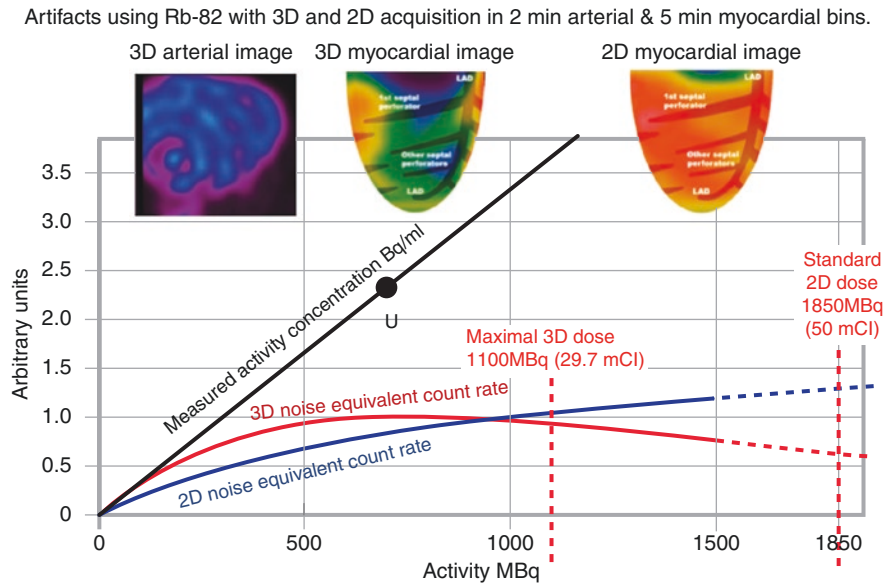 Artifacts using Rb-82 with 3D and 2D acquisition in 2 min arterial & 5 min myocardial bins.
3D arterial image
3D myocardial image
2D myocardial image
LAD
1st septal
perforator
Other septal
perforators
LAD
LAD
1st septal
perforator
Other septal
perforators
LAD
Arbitrary units
3.5
3.0
2.5
2.0
1.5
1.0
0.5
0
Measured activity concentration Bq/ml
U
Standard
2D dose
1850MBq
(50 mCI)
Maximal 3D dose
1100MBq (29.7 mCI)
3D noise equivalent count rate
2D noise equivalent count rate
0
500
1000
1500
1850
Activity MBq